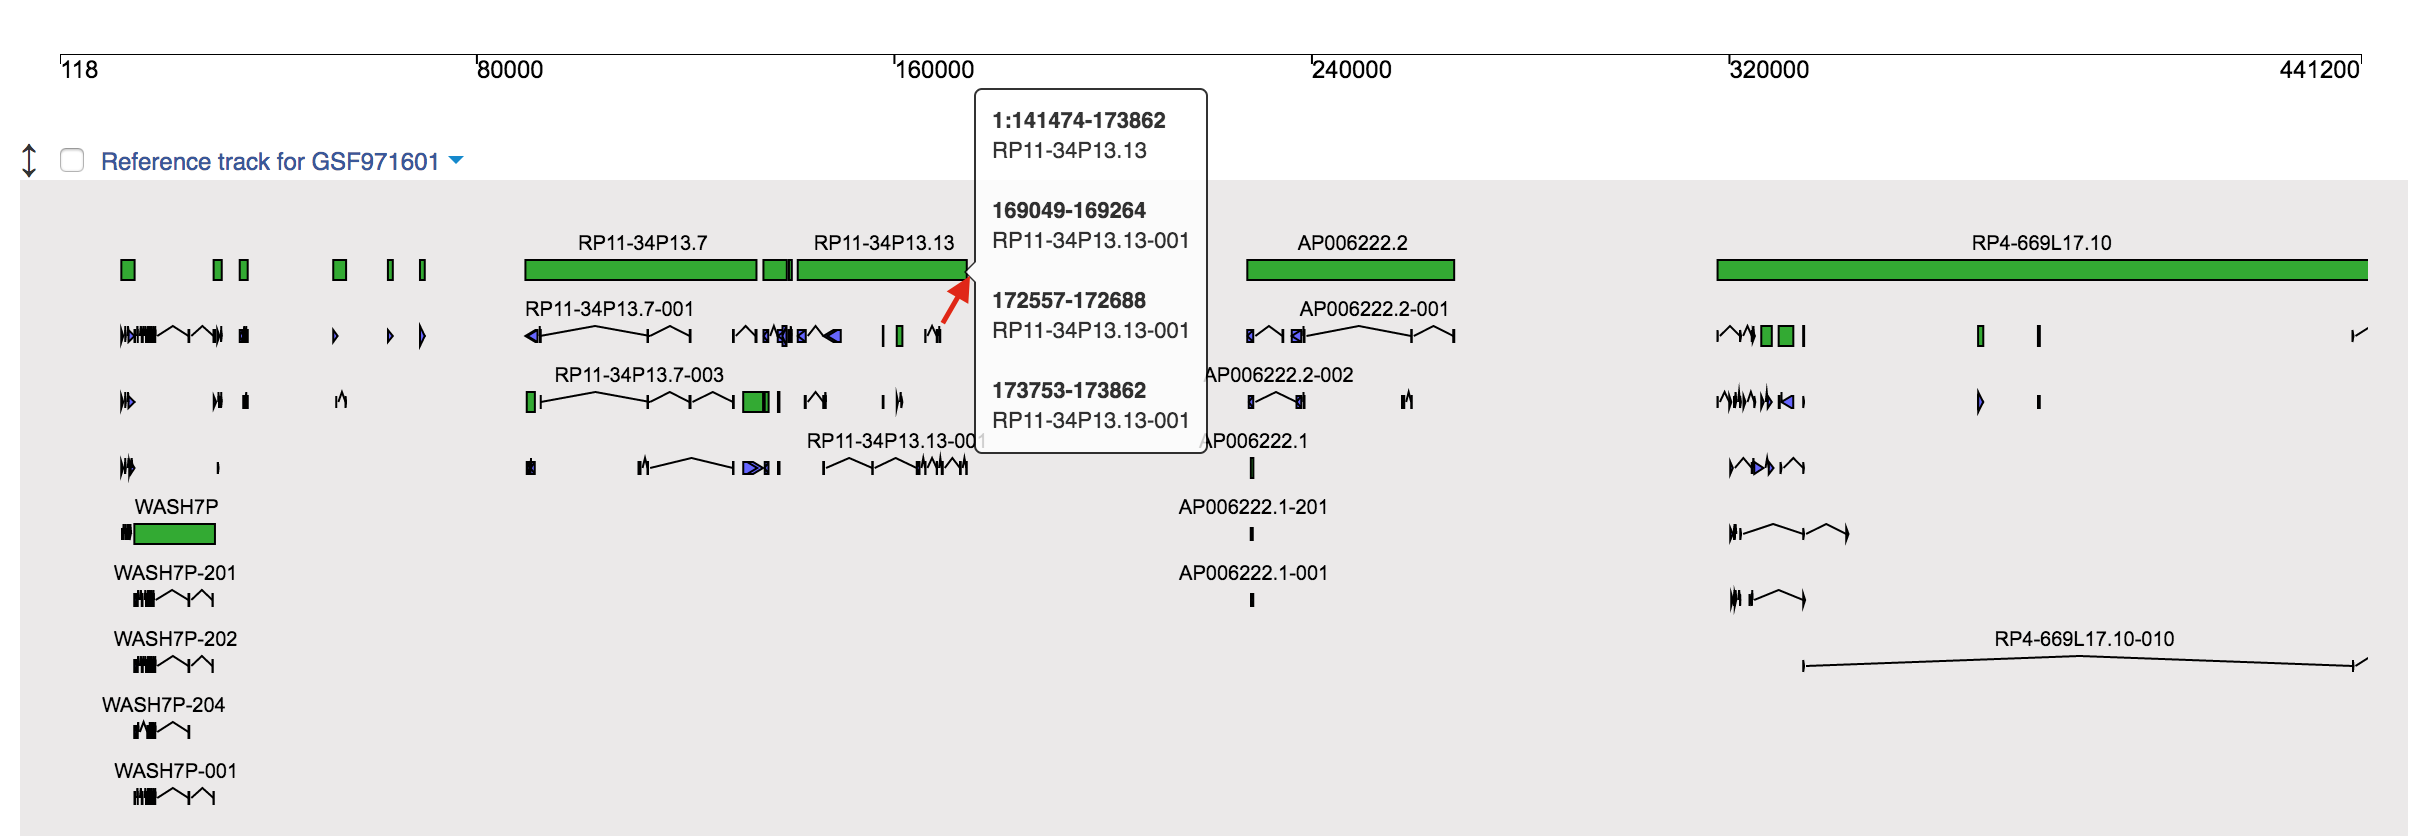 118 80000 160000 240000 320000 441200
Reference track for GSF971601
1:141474-173862
RP11-34P13.13
169049-169264
RP11-34P13.13-001
172557-172688
RP11-34P13.13-001
173753-173862
RP11-34P13.13-001
RP11-34P13.7 RP11-34P13.13 AP006222.2 RP4-669L17.10
RP11-34P13.7-001 AP006222.2-001
RP11-34P13.7-003 AP006222.2-002
RP11-34P13.13-001 AP006222.1
WASH7P AP006222.1-201
WASH7P-201 AP006222.1-001
WASH7P-202 RP4-669L17.10-010
WASH7P-204
WASH7P-001